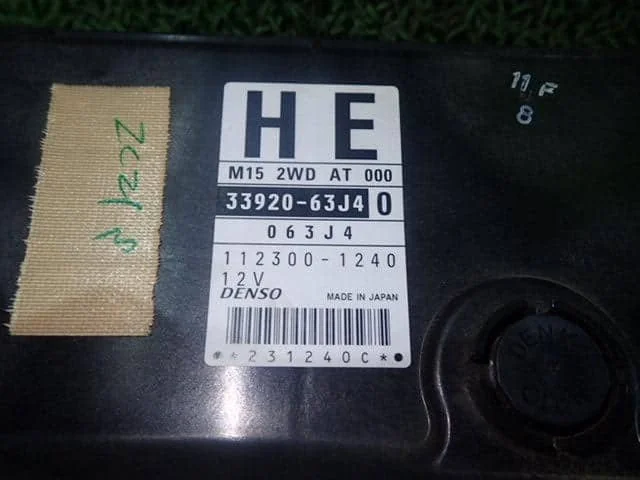 HE
M15 2WD AT 000
33920-63J4 0
063J4
112300-1240
12V
DENSO MADE IN JAPAN
**231240C*●
11 F
8
ZC21S